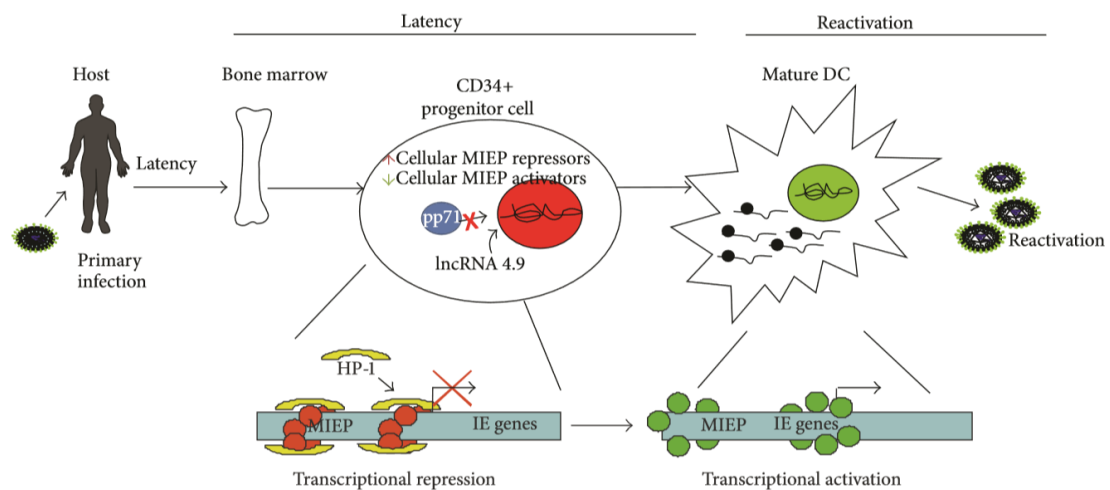 Latency
Reactivation
Host
Bone marrow
CD34+
progenitor cell
Mature DC
Latency
Cellular MIEP repressors
Cellular MIEP activators
pp71
lncRNA 4.9
Primary
infection
Reactivation
HP-1
MIEP
IE genes
MIEP
IE genes
Transcriptional repression
Transcriptional activation